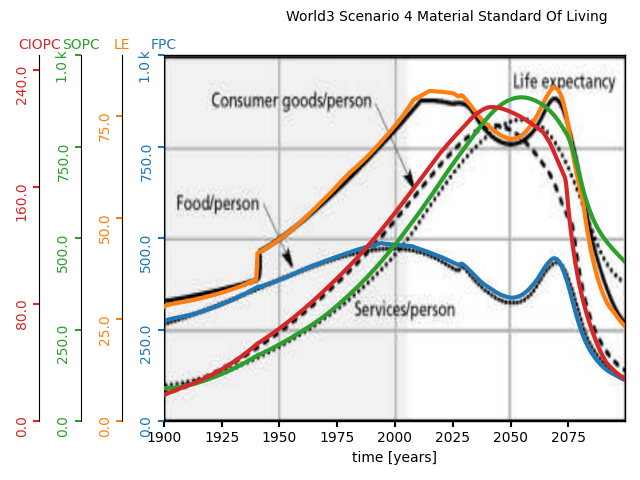 World3 Scenario 4 Material Standard Of Living
CIOPC SOPC LE FPC
240.0
160.0
80.0
0.0
1.0 k
750.0
500.0
250.0
0.0
75.0
50.0
25.0
0.0
1.0 k
750.0
500.0
250.0
0.0
Life expectancy
Consumer goods/person
Food/person
Services/person
1900 1925 1950 1975 2000 2025 2050 2075
time [years]